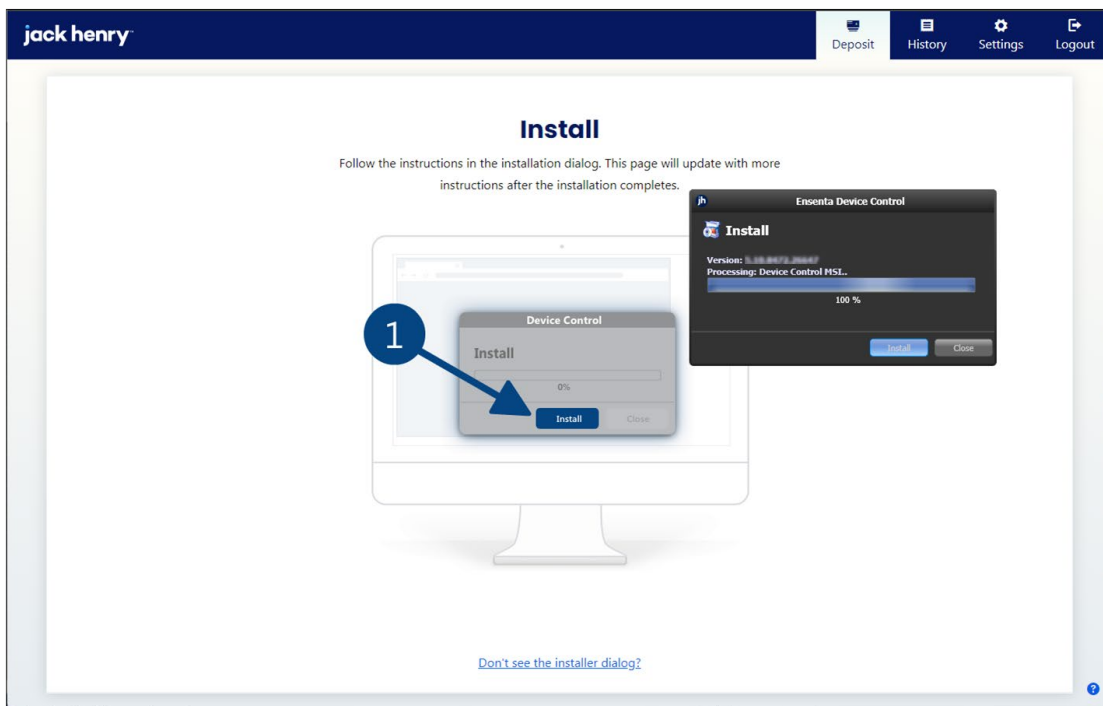 jack henry
Deposit
History
Settings
Logout
Install
Follow the instructions in the installation dialog. This page will update with more
instructions after the installation completes.
jh
Ensenta Device Control
Install
Version:
Processing: Device Control MSI..
100 %
Install
Close
1
Device Control
Install
0%
Install
Close
Don't see the installer dialog?
?